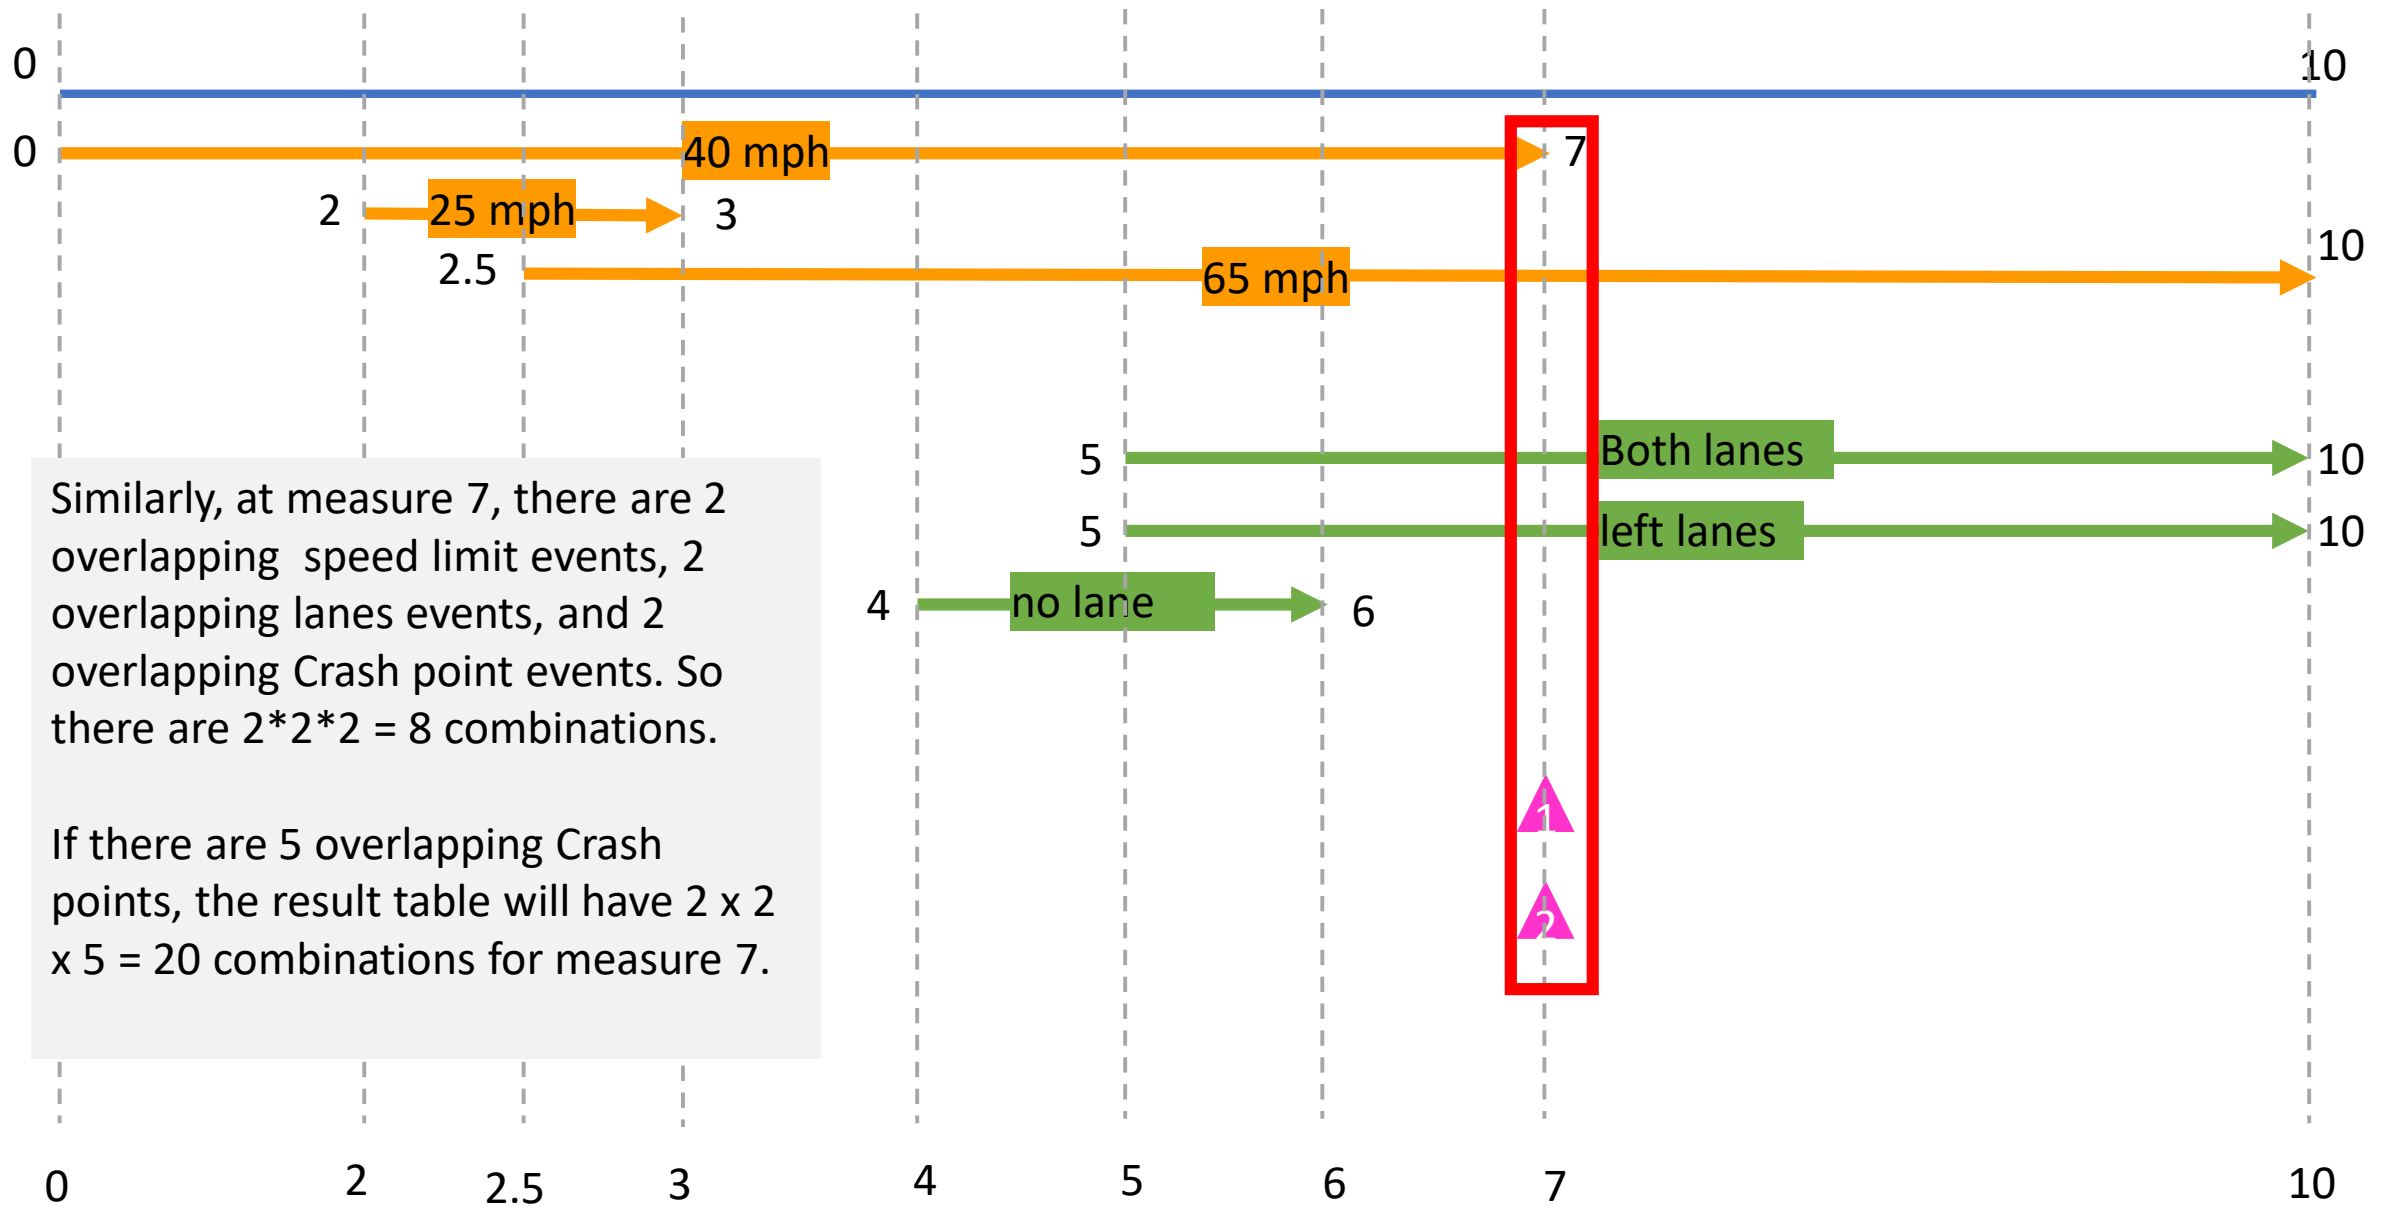 0
10
0
40 mph
7
2
25 mph
3
2.5
65 mph
10
5
Both lanes
10
5
left lanes
10
4
no lane
6
Similarly, at measure 7, there are 2
overlapping  speed limit events, 2
overlapping lanes events, and 2
overlapping Crash point events. So
there are 2*2*2 = 8 combinations.
If there are 5 overlapping Crash
points, the result table will have 2 x 2
x 5 = 20 combinations for measure 7.
1
2
0
2
2.5
3
4
5
6
7
10